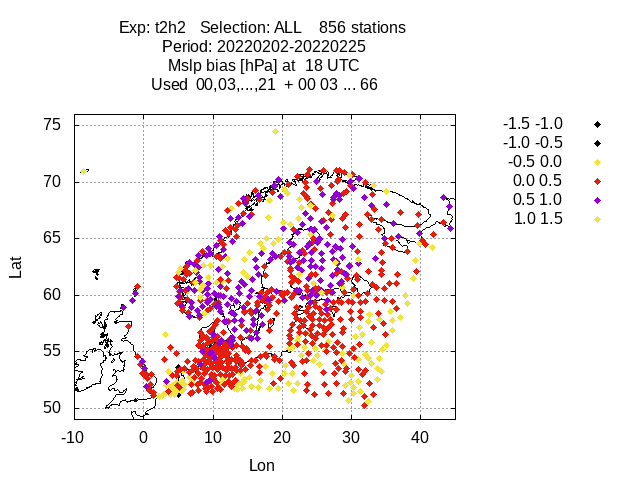 Exp: t2h2 Selection: ALL 856 stations
Period: 20220202-20220225
Mslp bias [hPa] at 18 UTC
Used 00,03,...,21 + 00 03 ... 66
-1.5 -1.0
-1.0 -0.5
-0.5 0.0
0.0 0.5
0.5 1.0
1.0 1.5
75
70
65
60
55
50
Lat
-10 0 10 20 30 40
Lon